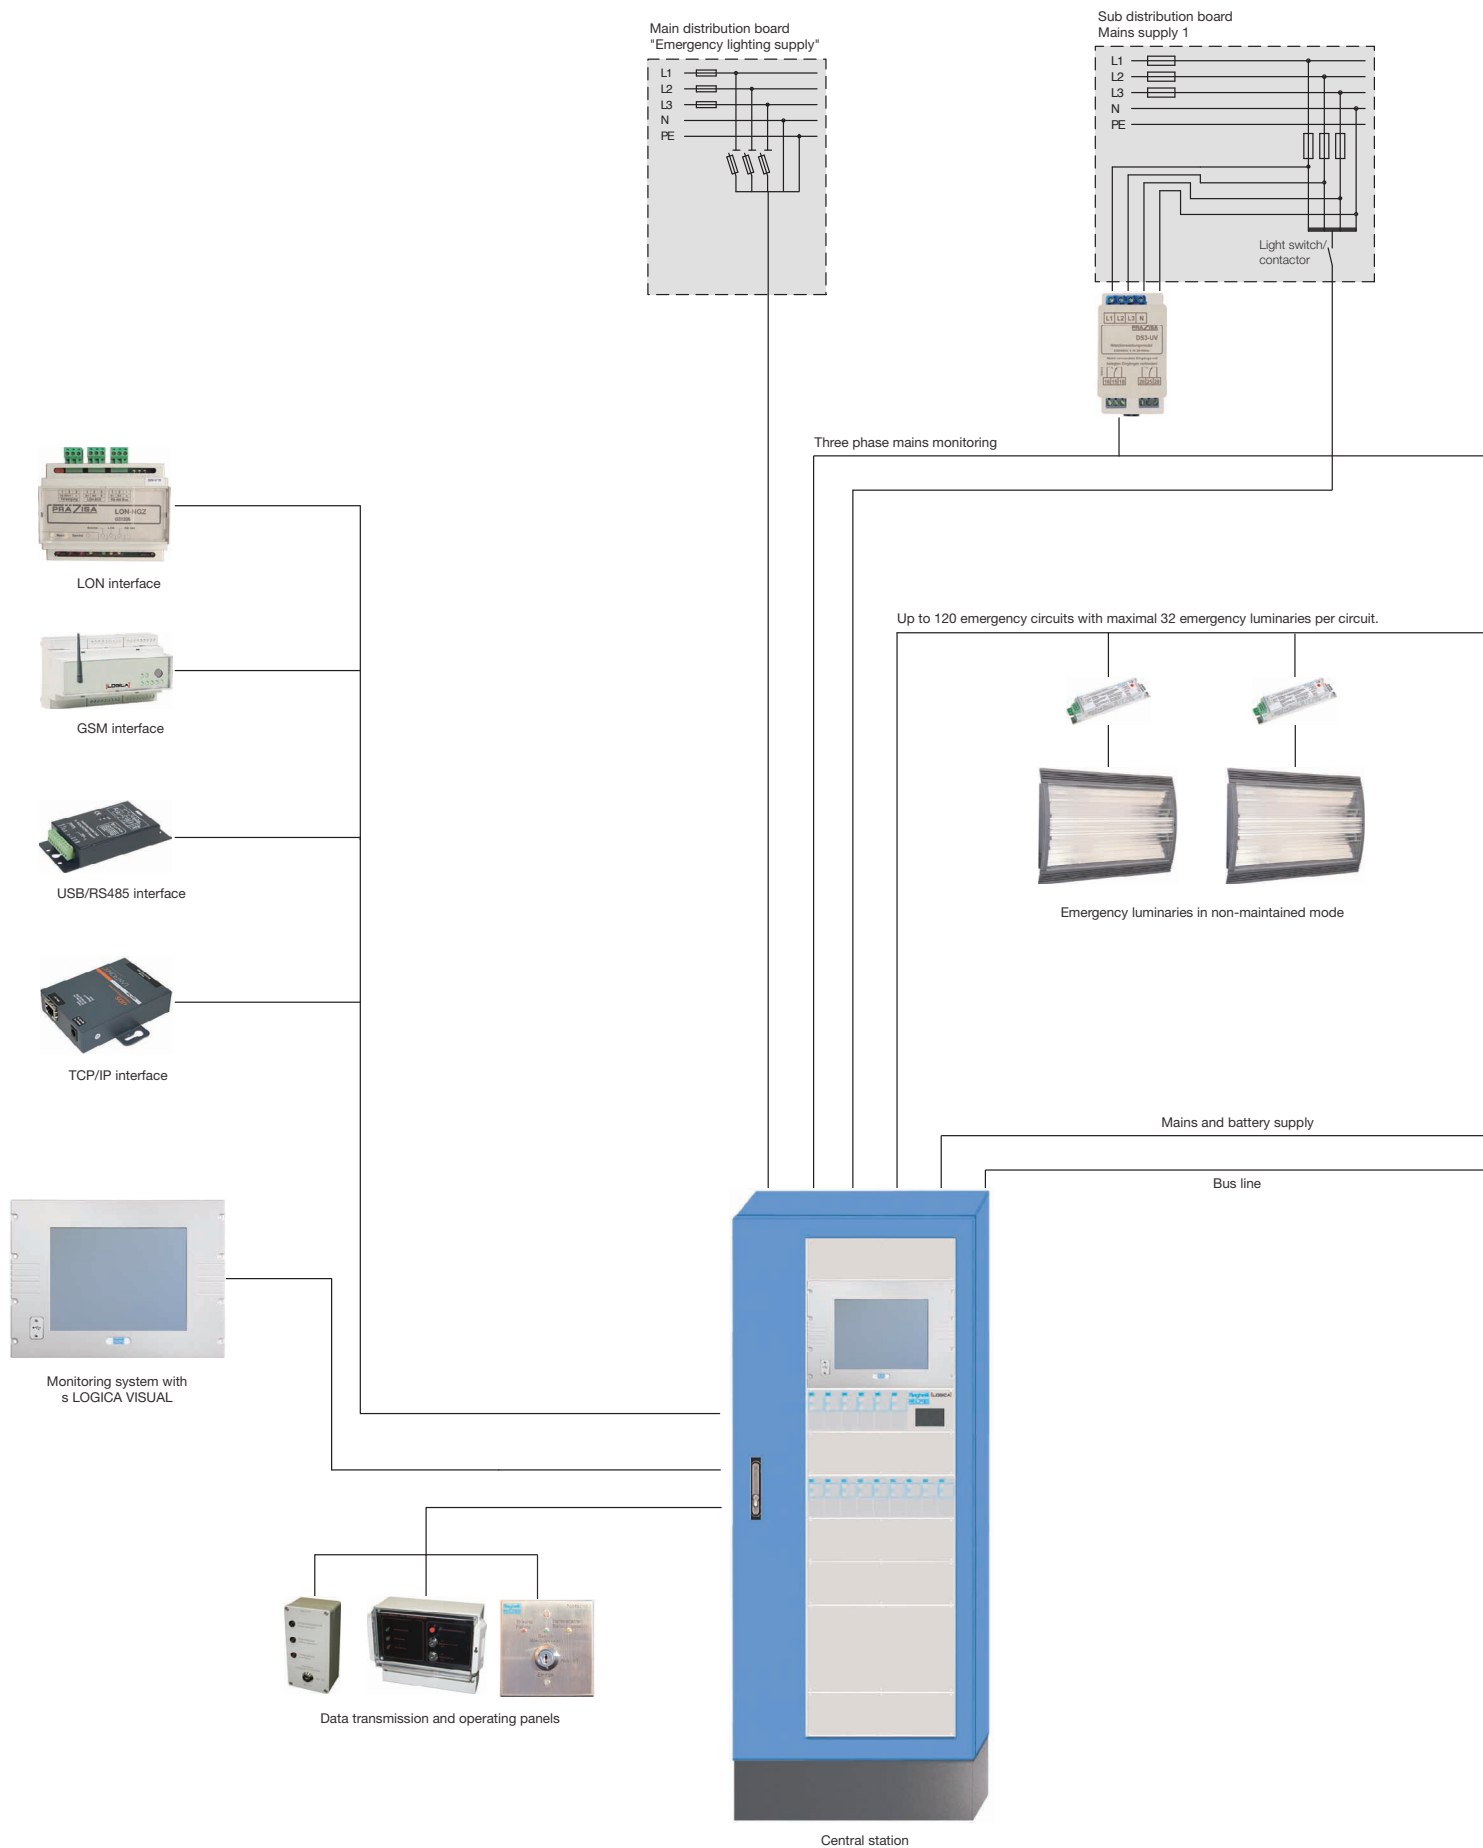 Main distribution board
"Emergency lighting supply"
L1
L2
L3
N
PE
Sub distribution board
Mains supply 1
L1
L2
L3
N
PE
Light switch/
contactor
L1 L2 L3 N
PRÄZISA
DS3-UV
Three phase mains monitoring
PRÄZISA LON-NGZ
LON interface
GSM interface
USB/RS485 interface
TCP/IP interface
Up to 120 emergency circuits with maximal 32 emergency luminaries per circuit.
Emergency luminaries in non-maintained mode
Mains and battery supply
Bus line
Monitoring system with
s LOGICA VISUAL
Data transmission and operating panels
Central station